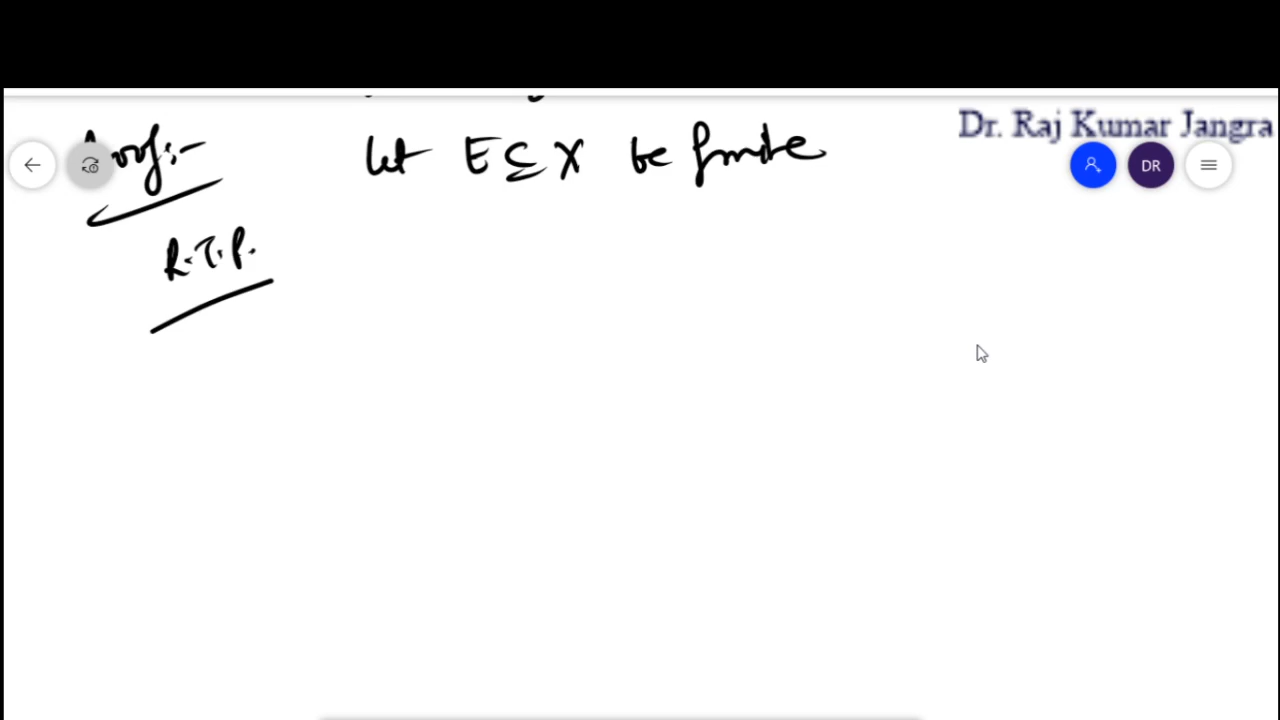 Dr. Raj Kumar Jangra
Proof:-
Let E ⊆ X be finite
DR
R.T.P.